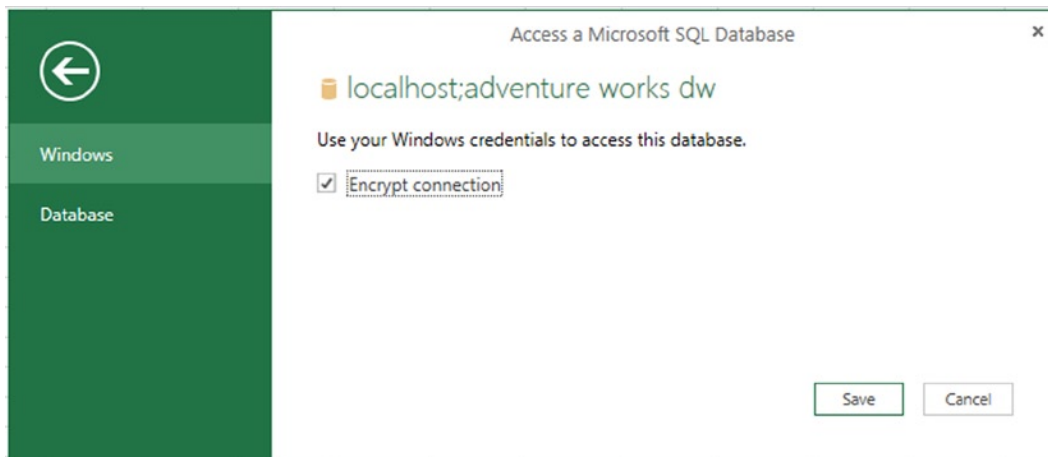 Access a Microsoft SQL Database
localhost;adventure works dw
Windows
Use your Windows credentials to access this database.
Encrypt connection
Database
Save Cancel